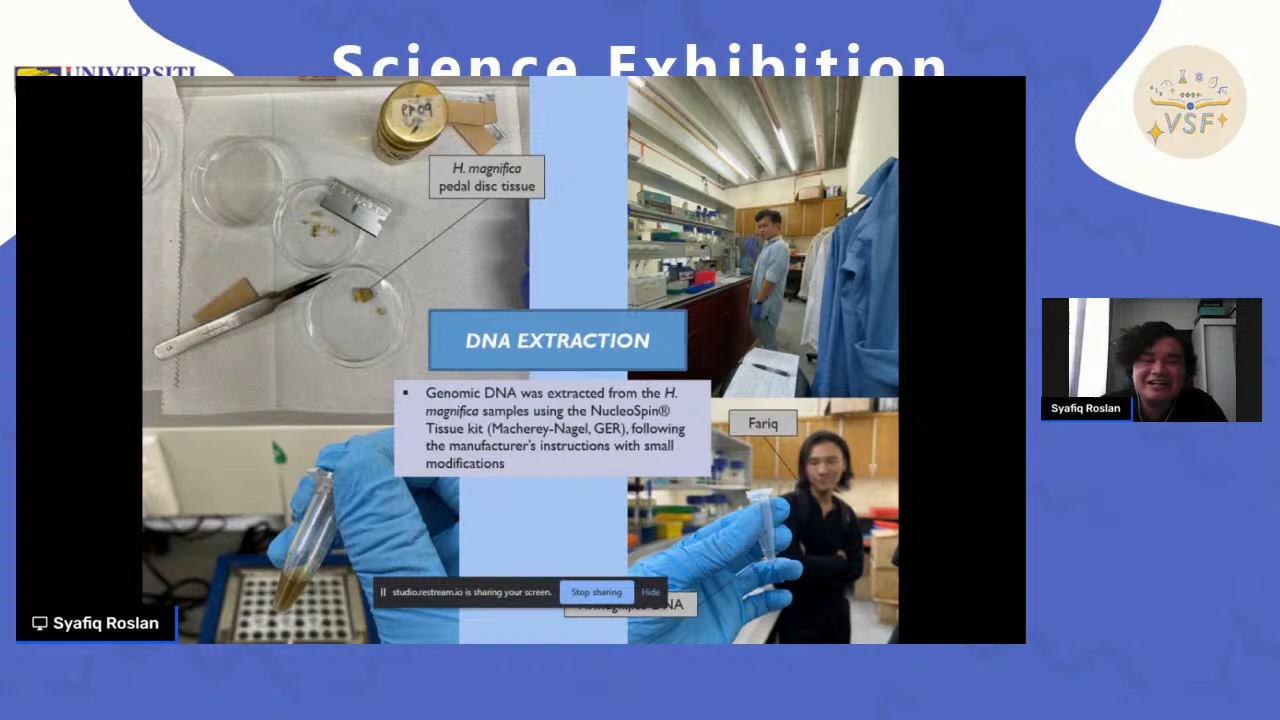 Science Exhibition
UNIVERSITI
2021
VSF
H. magnifica
pedal disc tissue
DNA EXTRACTION
▪ Genomic DNA was extracted from the H.
magnifica samples using the NucleoSpin®
Tissue kit (Macherey-Nagel, GER), following
the manufacturer's instructions with small
modifications
Fariq
studio.restream.io is sharing your screen.
Stop sharing
Hide
DNA
Syafiq Roslan
Syafiq Roslan